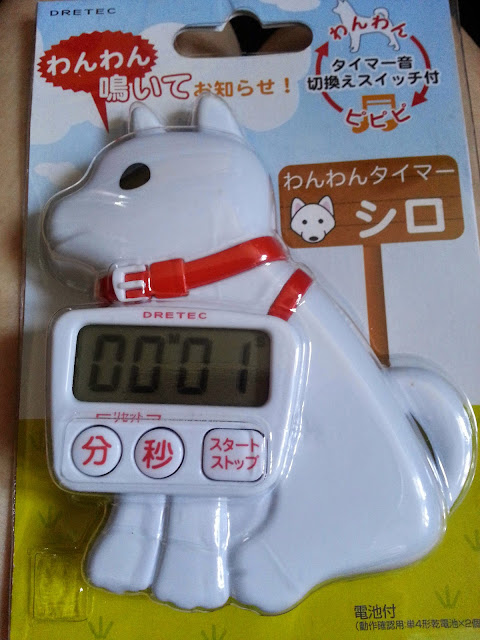 DRETEC
わんわん
鳴いてお知らせ！
わんわん
タイマー音
切換えスイッチ付
ピピピ
わんわんタイマー
シロ
DRETEC
00:01
リセット
分
秒
スタート
ストップ
電池付
(動作確認用:単4形乾電池×2個